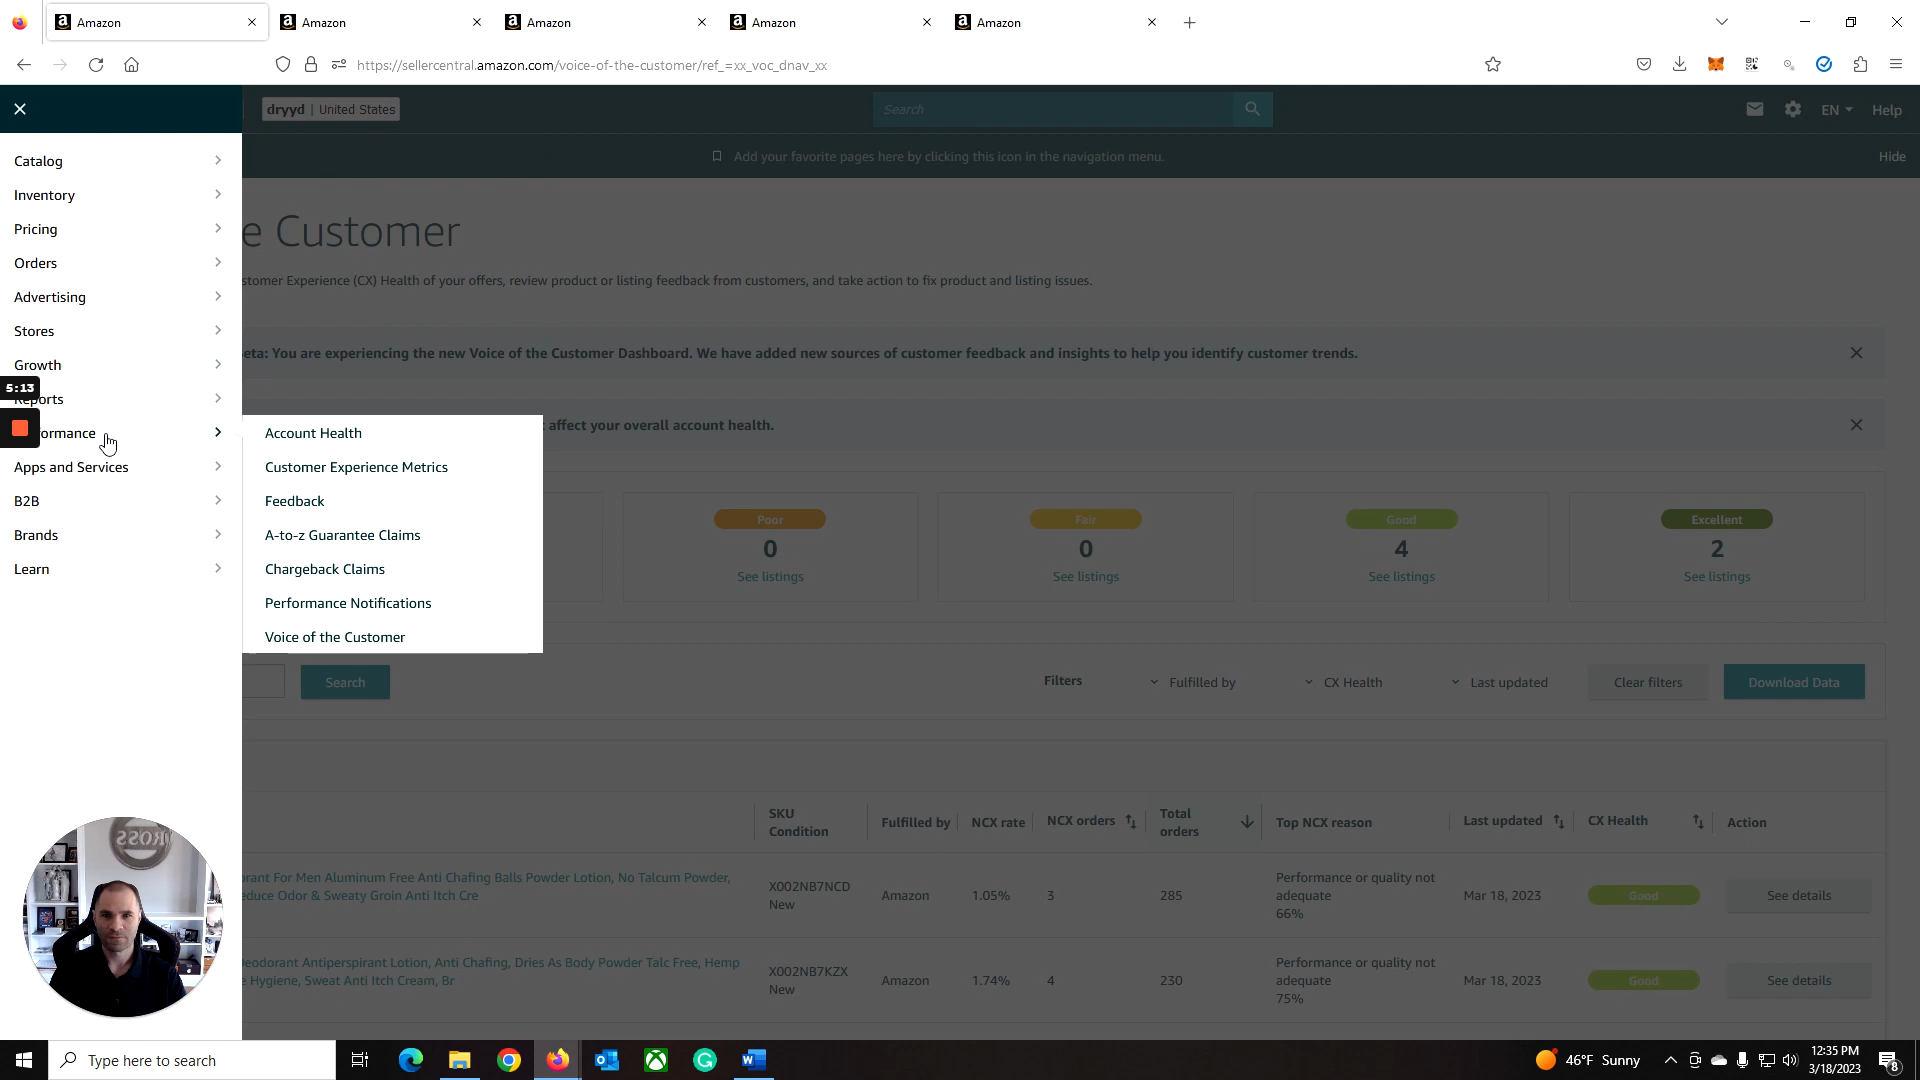 Amazon
Amazon
Amazon
Amazon
Amazon
https://sellercentral.amazon.com/voice-of-the-customer/ref_=xx_voc_dnav_xx
dryyd | United States
Search
EN
Help
Add your favorite pages here by clicking this icon in the navigation menu.
Hide
Catalog
Inventory
Pricing
Orders
Advertising
Stores
Growth
5:13
Reports
formance
Apps and Services
B2B
Brands
Learn
Account Health
Customer Experience Metrics
Feedback
A-to-z Guarantee Claims
Chargeback Claims
Performance Notifications
Voice of the Customer
e Customer
stomer Experience (CX) Health of your offers, review product or listing feedback from customers, and take action to fix product and listing issues.
eta: You are experiencing the new Voice of the Customer Dashboard. We have added new sources of customer feedback and insights to help you identify customer trends.
t affect your overall account health.
Poor
0
See listings
Fair
0
See listings
Good
4
See listings
Excellent
2
See listings
Search
Filters
Fulfilled by
CX Health
Last updated
Clear filters
Download Data
SKU
Condition
Fulfilled by
NCX rate
NCX orders
Total
orders
Top NCX reason
Last updated
CX Health
Action
rant For Men Aluminum Free Anti Chafing Balls Powder Lotion, No Talcum Powder,
educe Odor & Sweaty Groin Anti Itch Cre
X002NB7NCD
New
Amazon
1.05%
3
285
Performance or quality not
adequate
66%
Mar 18, 2023
Good
See details
Deodorant Antiperspirant Lotion, Anti Chafing, Dries As Body Powder Talc Free, Hemp
e Hygiene, Sweat Anti Itch Cream, Br
X002NB7KZX
New
Amazon
1.74%
4
230
Performance or quality not
adequate
75%
Mar 18, 2023
Good
See details
Type here to search
46°F Sunny
12:35 PM
3/18/2023
8